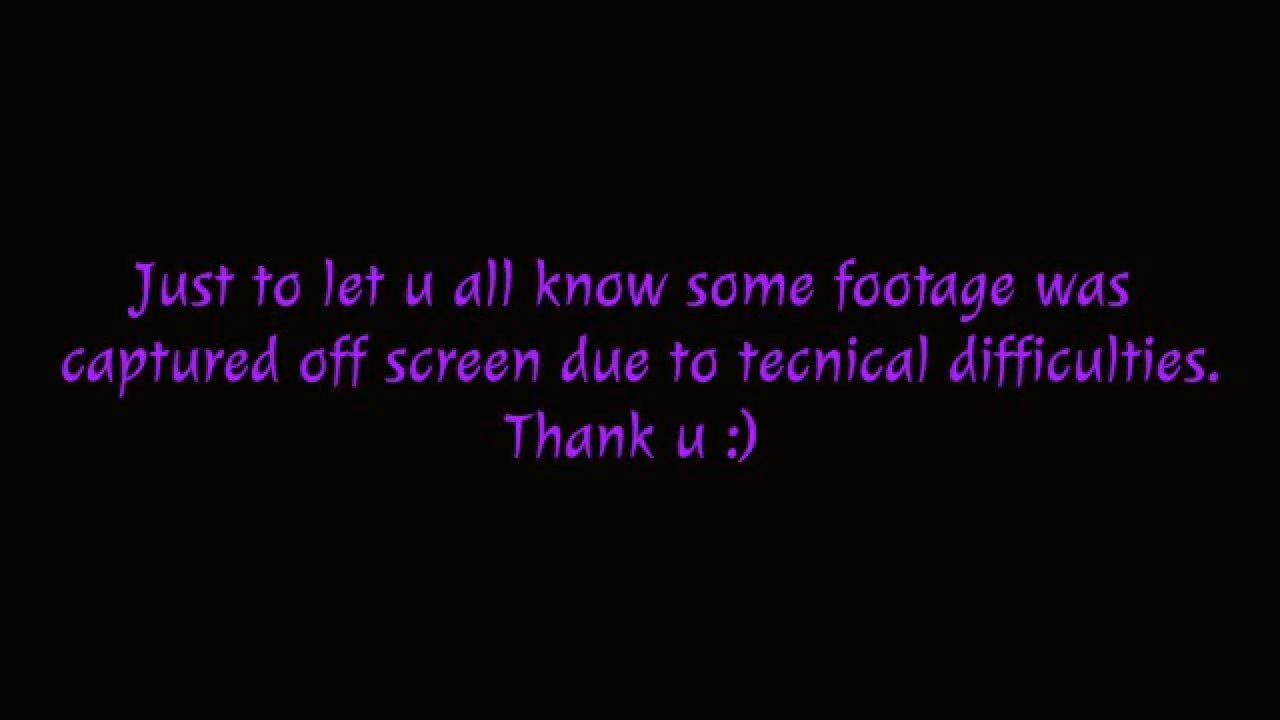 Just to let u all know some footage was
captured off screen due to tecnical difficulties.
Thank u :)